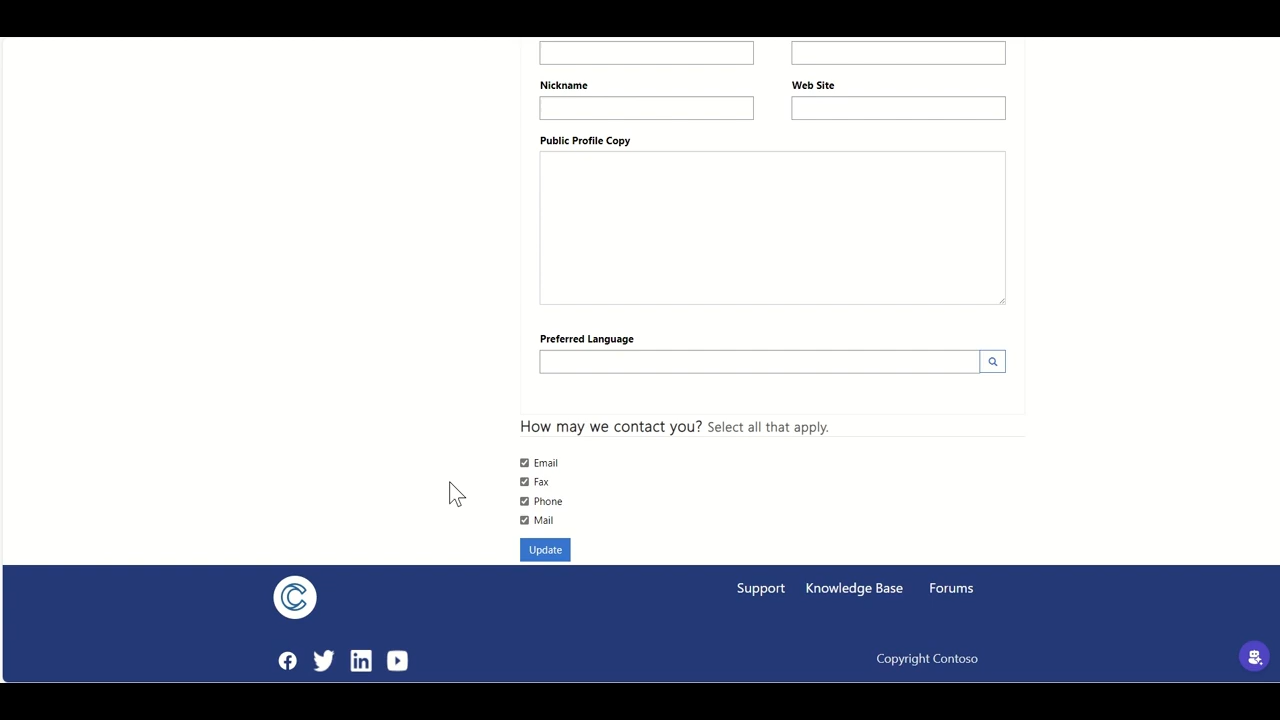 Nickname Web Site
Public Profile Copy
Preferred Language
How may we contact you? Select all that apply.
Email
Fax
Phone
Mail
Update
Support Knowledge Base Forums
Copyright Contoso